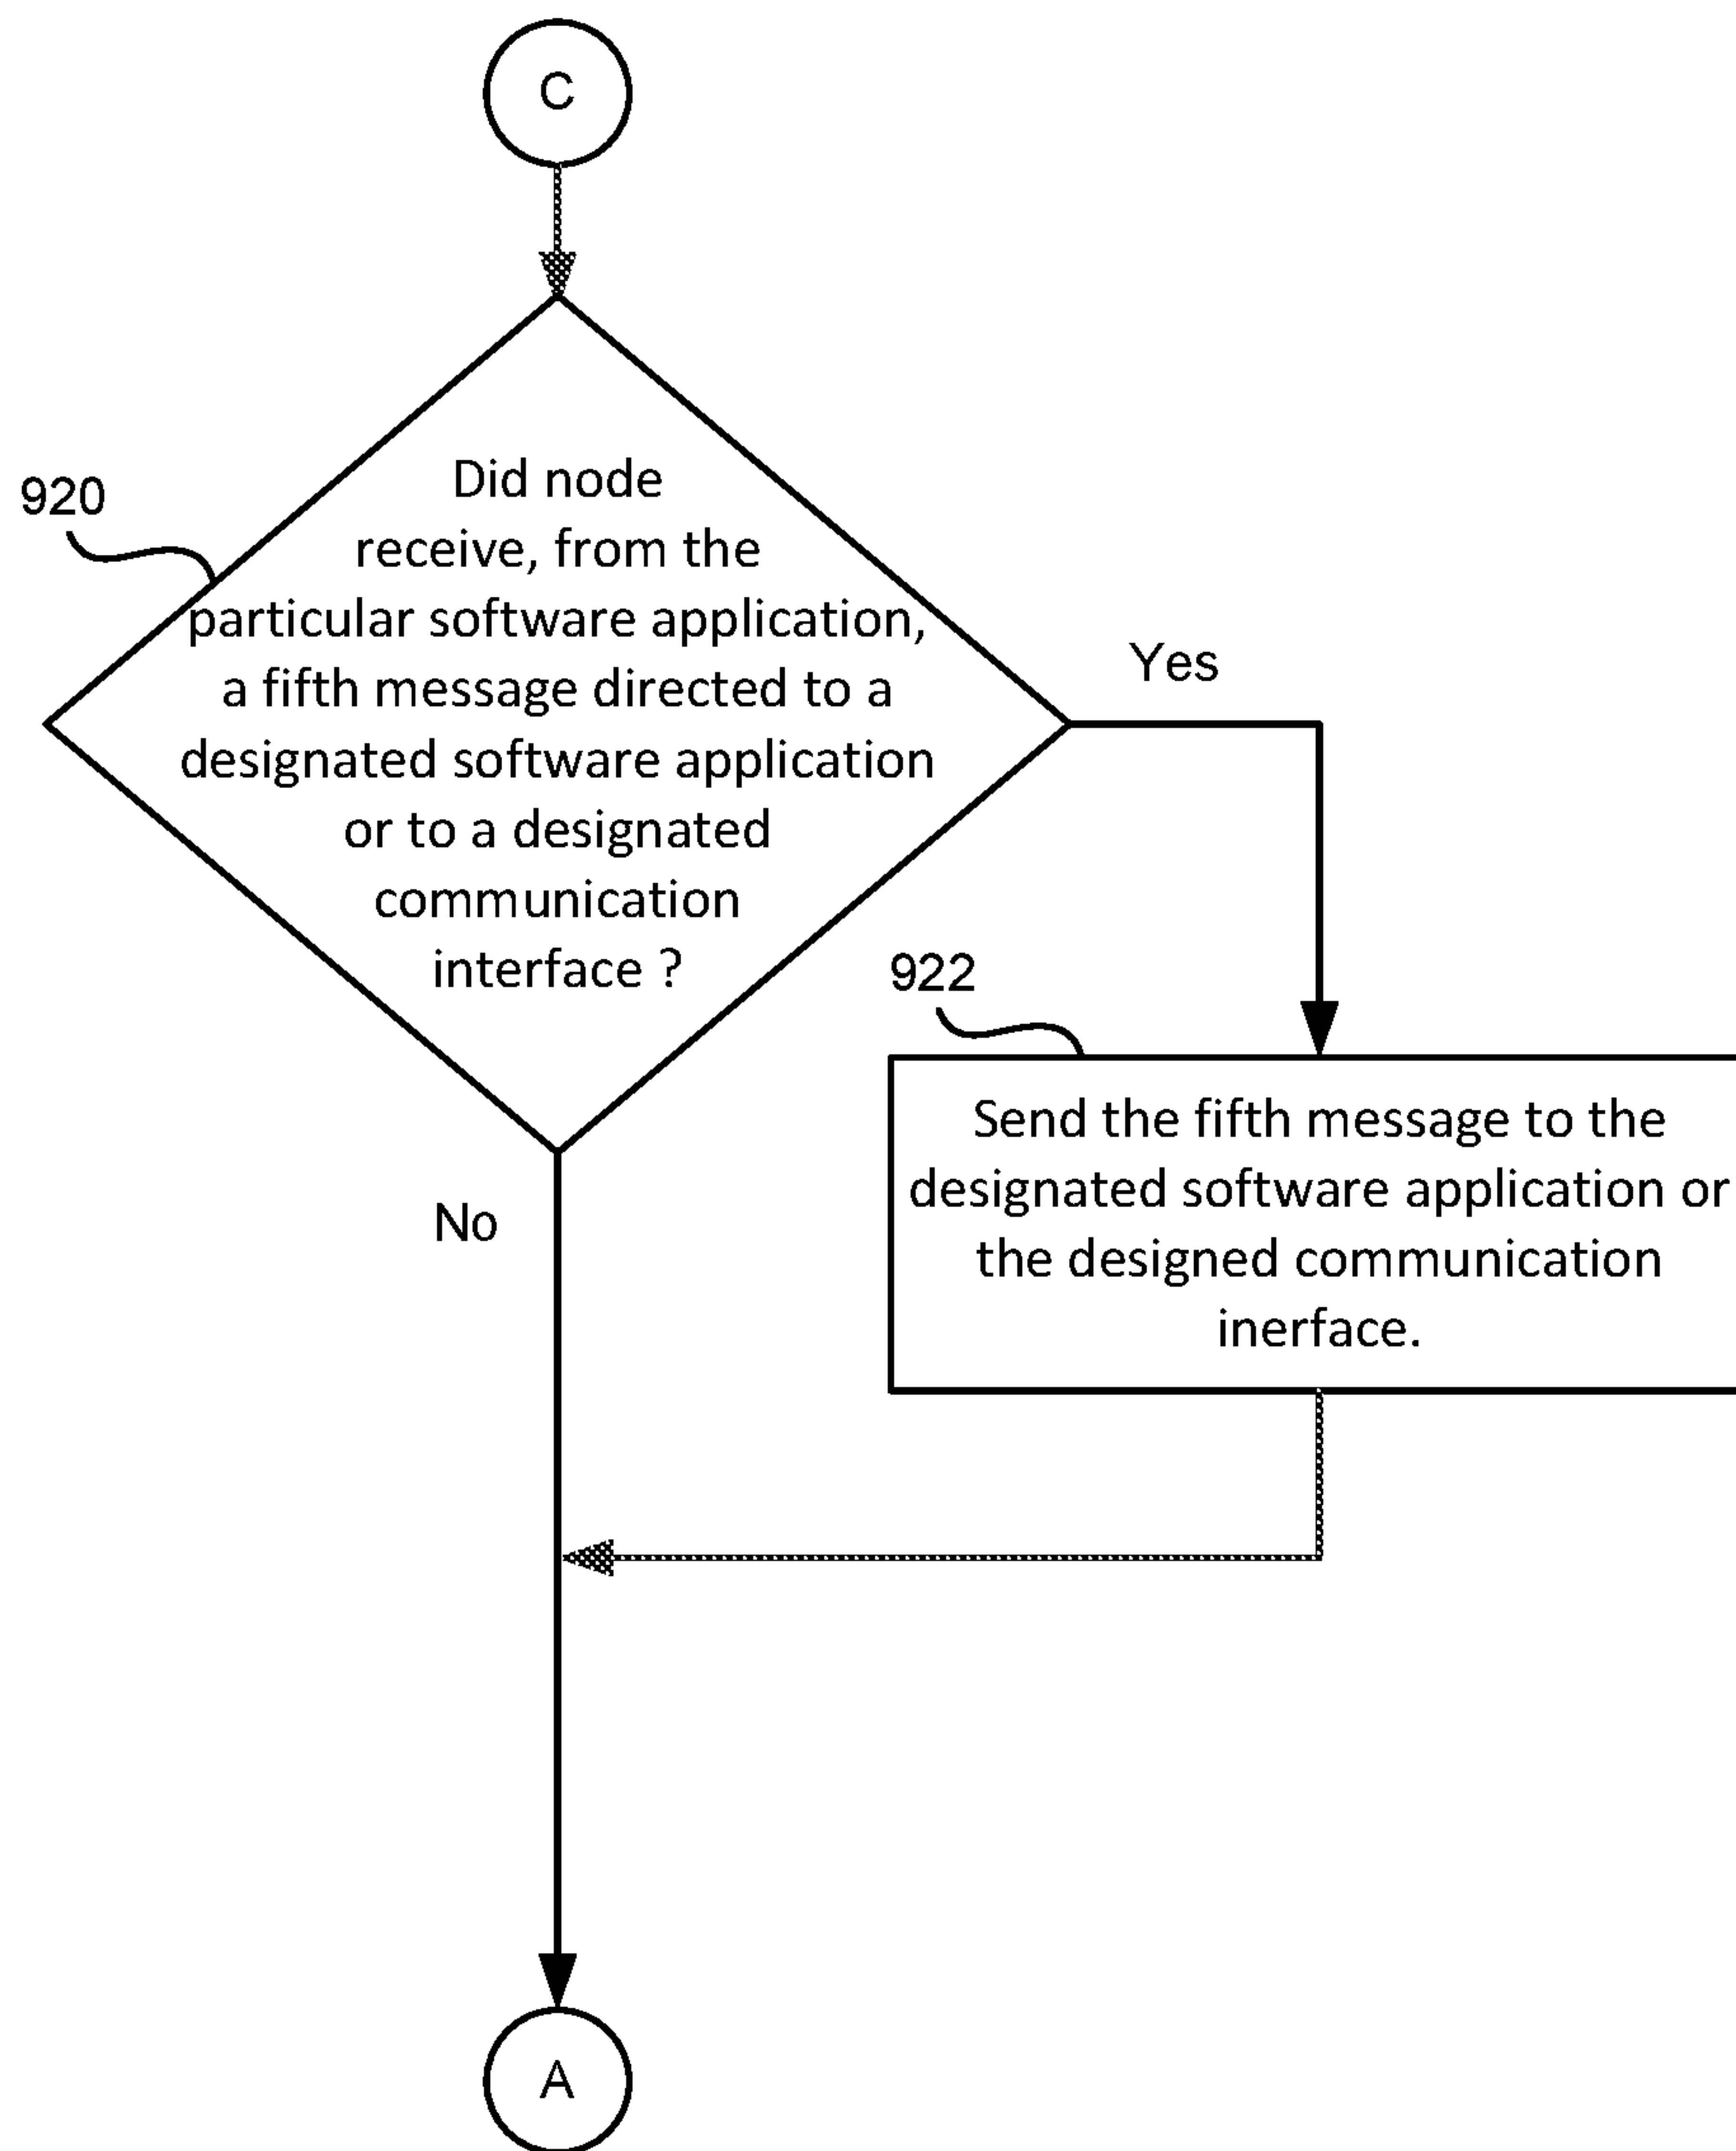 C
920
Did node
receive, from the
particular software application,
a fifth message directed to a
designated software application
or to a designated
communication
interface ?
Yes
922
Send the fifth message to the
designated software application or
the designed communication
inerface.
No
A